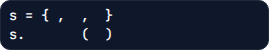 s = { , , }
s. ( )